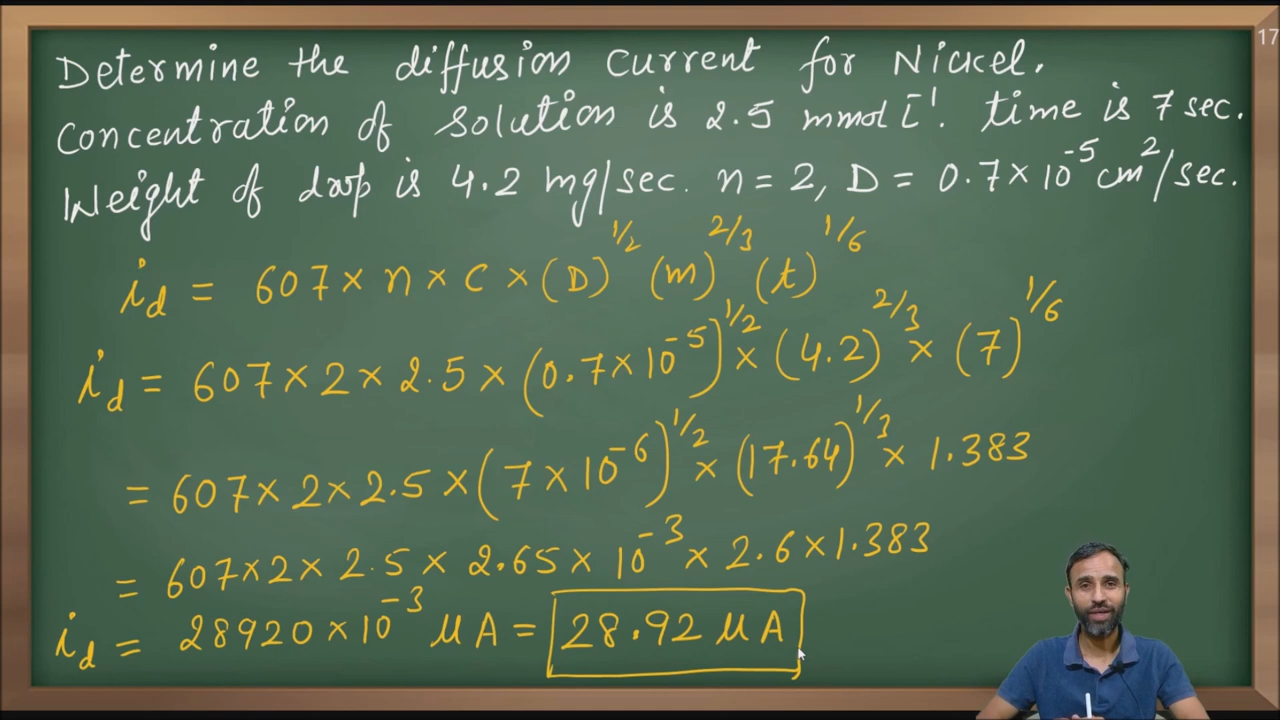 17
Determine the diffusion current for Nickel.
Concentration of solution is 2.5 mmol L⁻¹. time is 7 sec.
Weight of drop is 4.2 mg/sec. n = 2, D = 0.7 × 10⁻⁵ cm²/sec.
i_d = 607 × n × C × (D)^1/2 (m)^2/3 (t)^1/6
i_d = 607 × 2 × 2.5 × (0.7 × 10⁻⁵)^1/2 × (4.2)^2/3 × (7)^1/6
= 607 × 2 × 2.5 × (7 × 10⁻⁶)^1/2 × (17.64)^1/3 × 1.383
= 607 × 2 × 2.5 × 2.65 × 10⁻³ × 2.6 × 1.383
i_d = 28920 × 10⁻³ μA = 28.92 μA